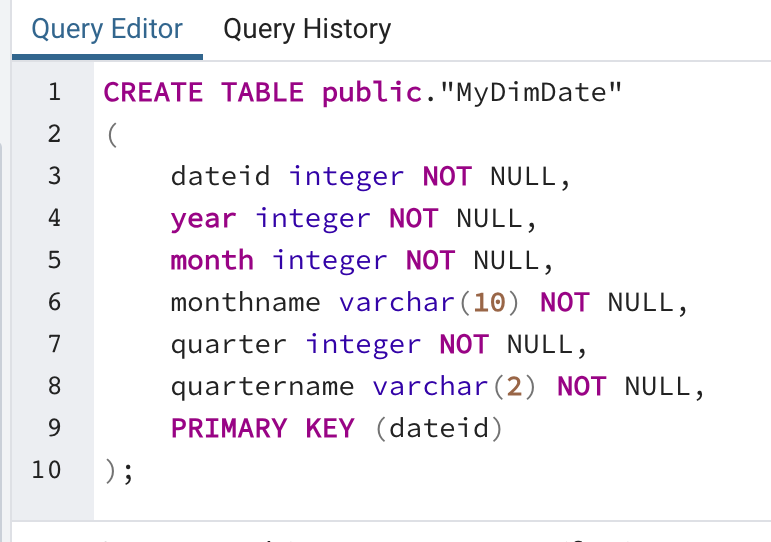 Query Editor Query History
1 CREATE TABLE public."MyDimDate"
2 (
3 dateid integer NOT NULL,
4 year integer NOT NULL,
5 month integer NOT NULL,
6 monthname varchar(10) NOT NULL,
7 quarter integer NOT NULL,
8 quartername varchar(2) NOT NULL,
9 PRIMARY KEY (dateid)
10 );